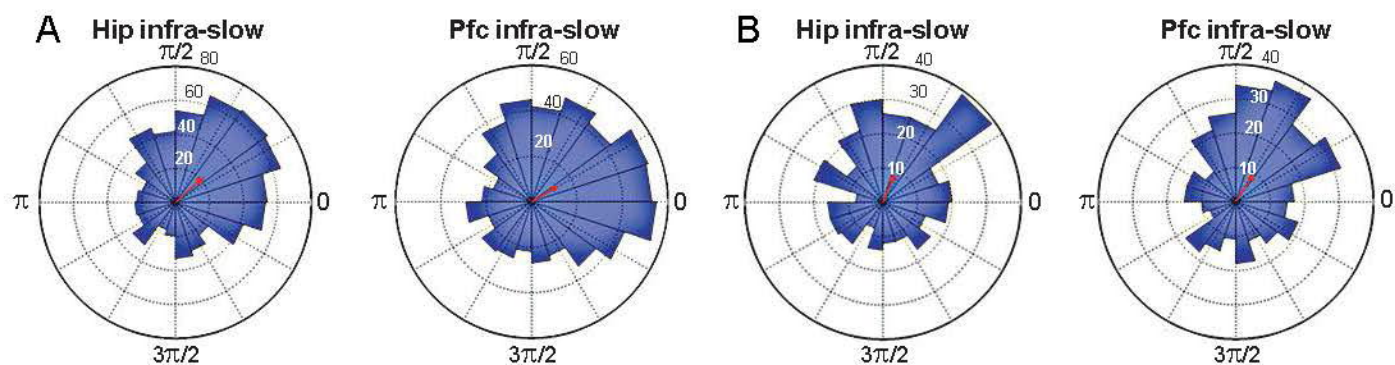 A Hip infra-slow Pfc infra-slow B Hip infra-slow Pfc infra-slow
π/2 80 π/2 60 π/2 40 π/2 40
60 40 30 30
40 20 20 20
20 10 10
π 0 π 0 π 0 π 0
3π/2 3π/2 3π/2 3π/2